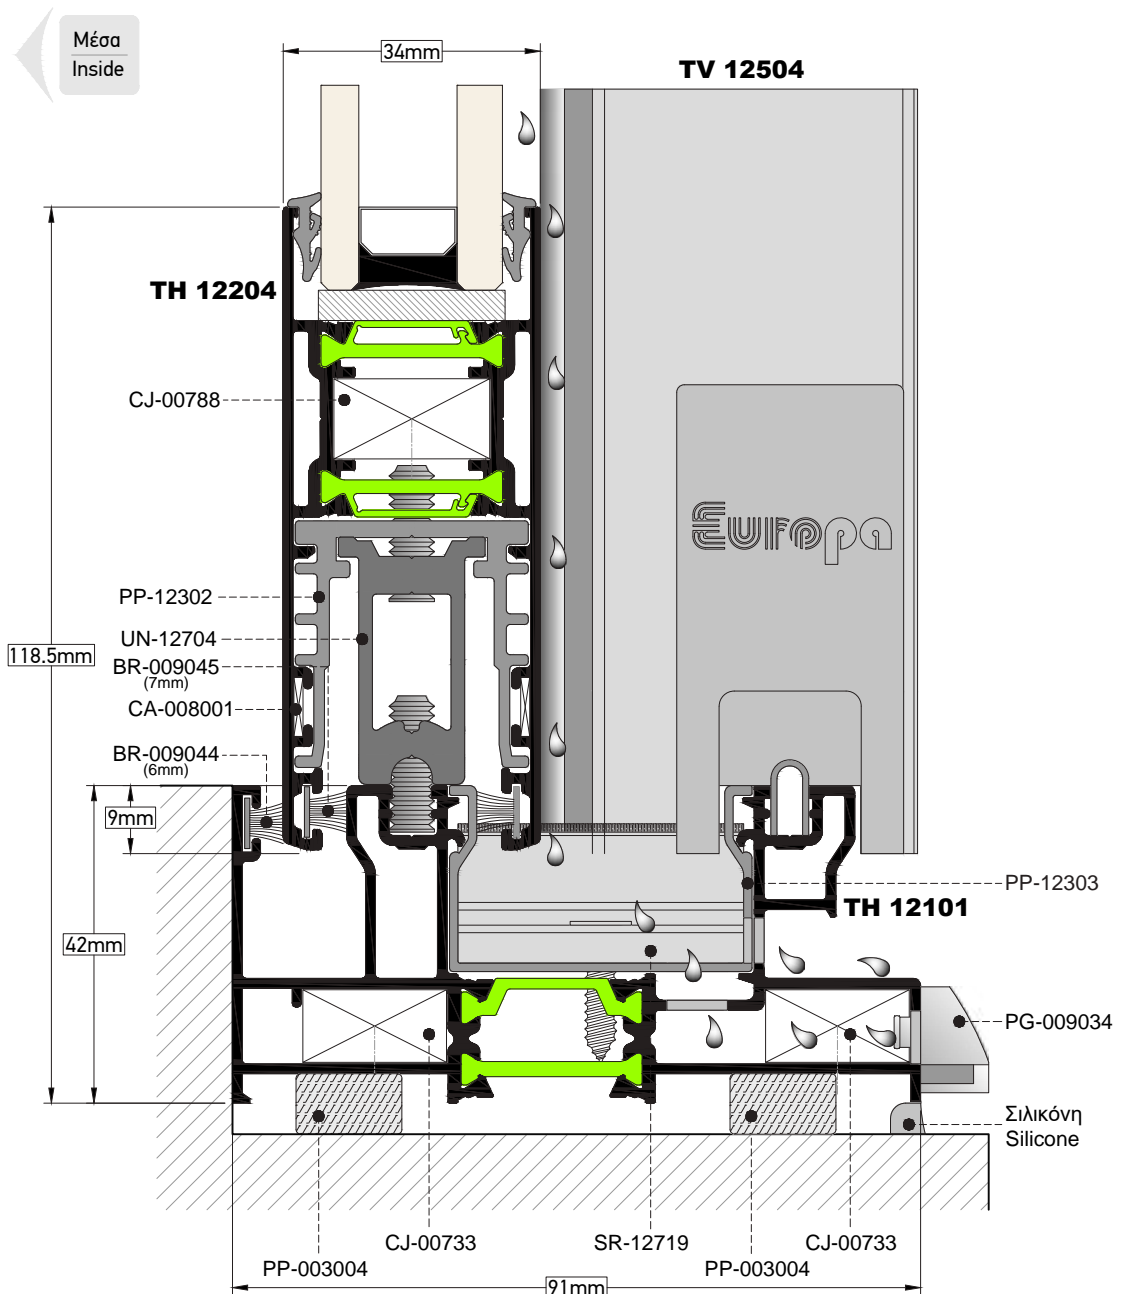 Μέσα
Inside
34mm
TV 12504
TH 12204
CJ-00788
Europa
PP-12302
UN-12704
118.5mm
BR-009045
(7mm)
CA-008001
BR-009044
(6mm)
9mm
PP-12303
TH 12101
42mm
PG-009034
Σιλικόνη
Silicone
CJ-00733
SR-12719
CJ-00733
PP-003004
PP-003004
91mm